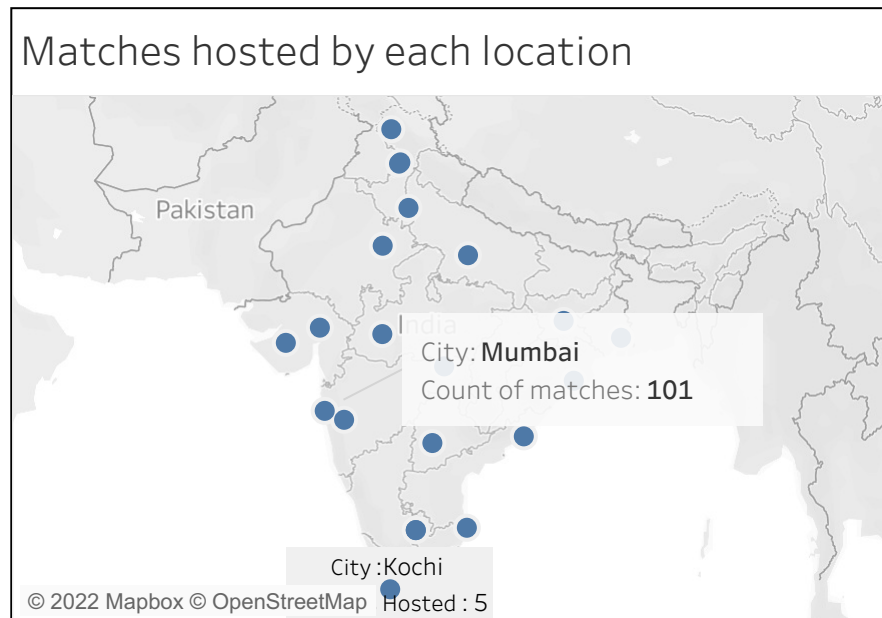 Matches hosted by each location
Pakistan
India
City: Mumbai
Count of matches: 101
City :Kochi
Hosted : 5
© 2022 Mapbox © OpenStreetMap